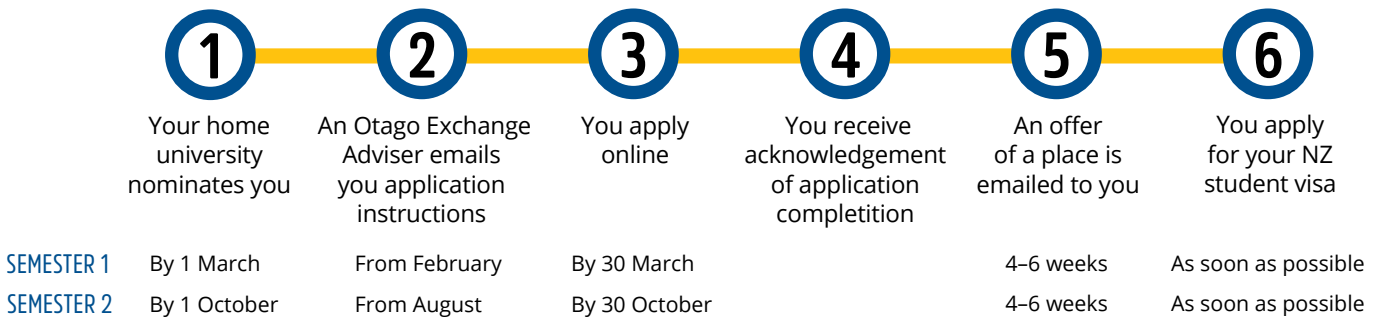 1 2 3 4 5 6
Your home
university
nominates you
An Otago Exchange
Adviser emails
you application
instructions
You apply
online
You receive
acknowledgement
of application
completition
An offer
of a place is
emailed to you
You apply
for your NZ
student visa
SEMESTER 1 By 1 March From February By 30 March 4–6 weeks As soon as possible
SEMESTER 2 By 1 October From August By 30 October 4–6 weeks As soon as possible